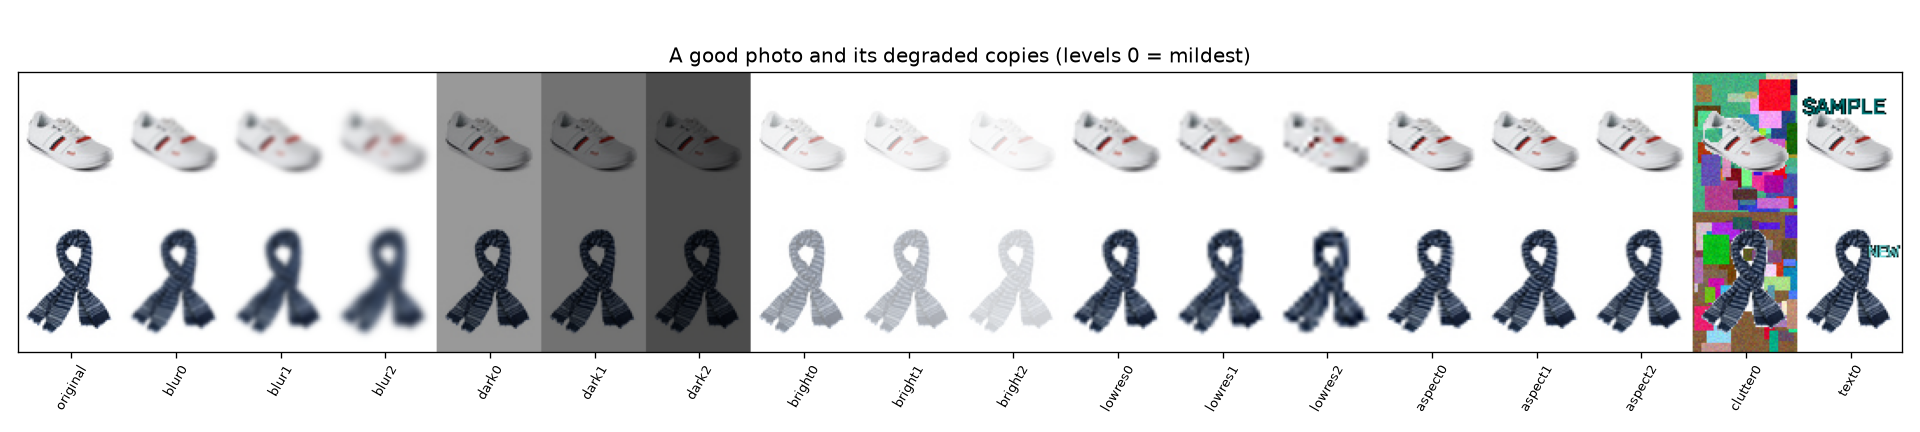 A good photo and its degraded copies (levels 0 = mildest)
SAMPLE
NEW
original
blur0
blur1
blur2
dark0
dark1
dark2
bright0
bright1
bright2
lowres0
lowres1
lowres2
aspect0
aspect1
aspect2
clutter0
text0